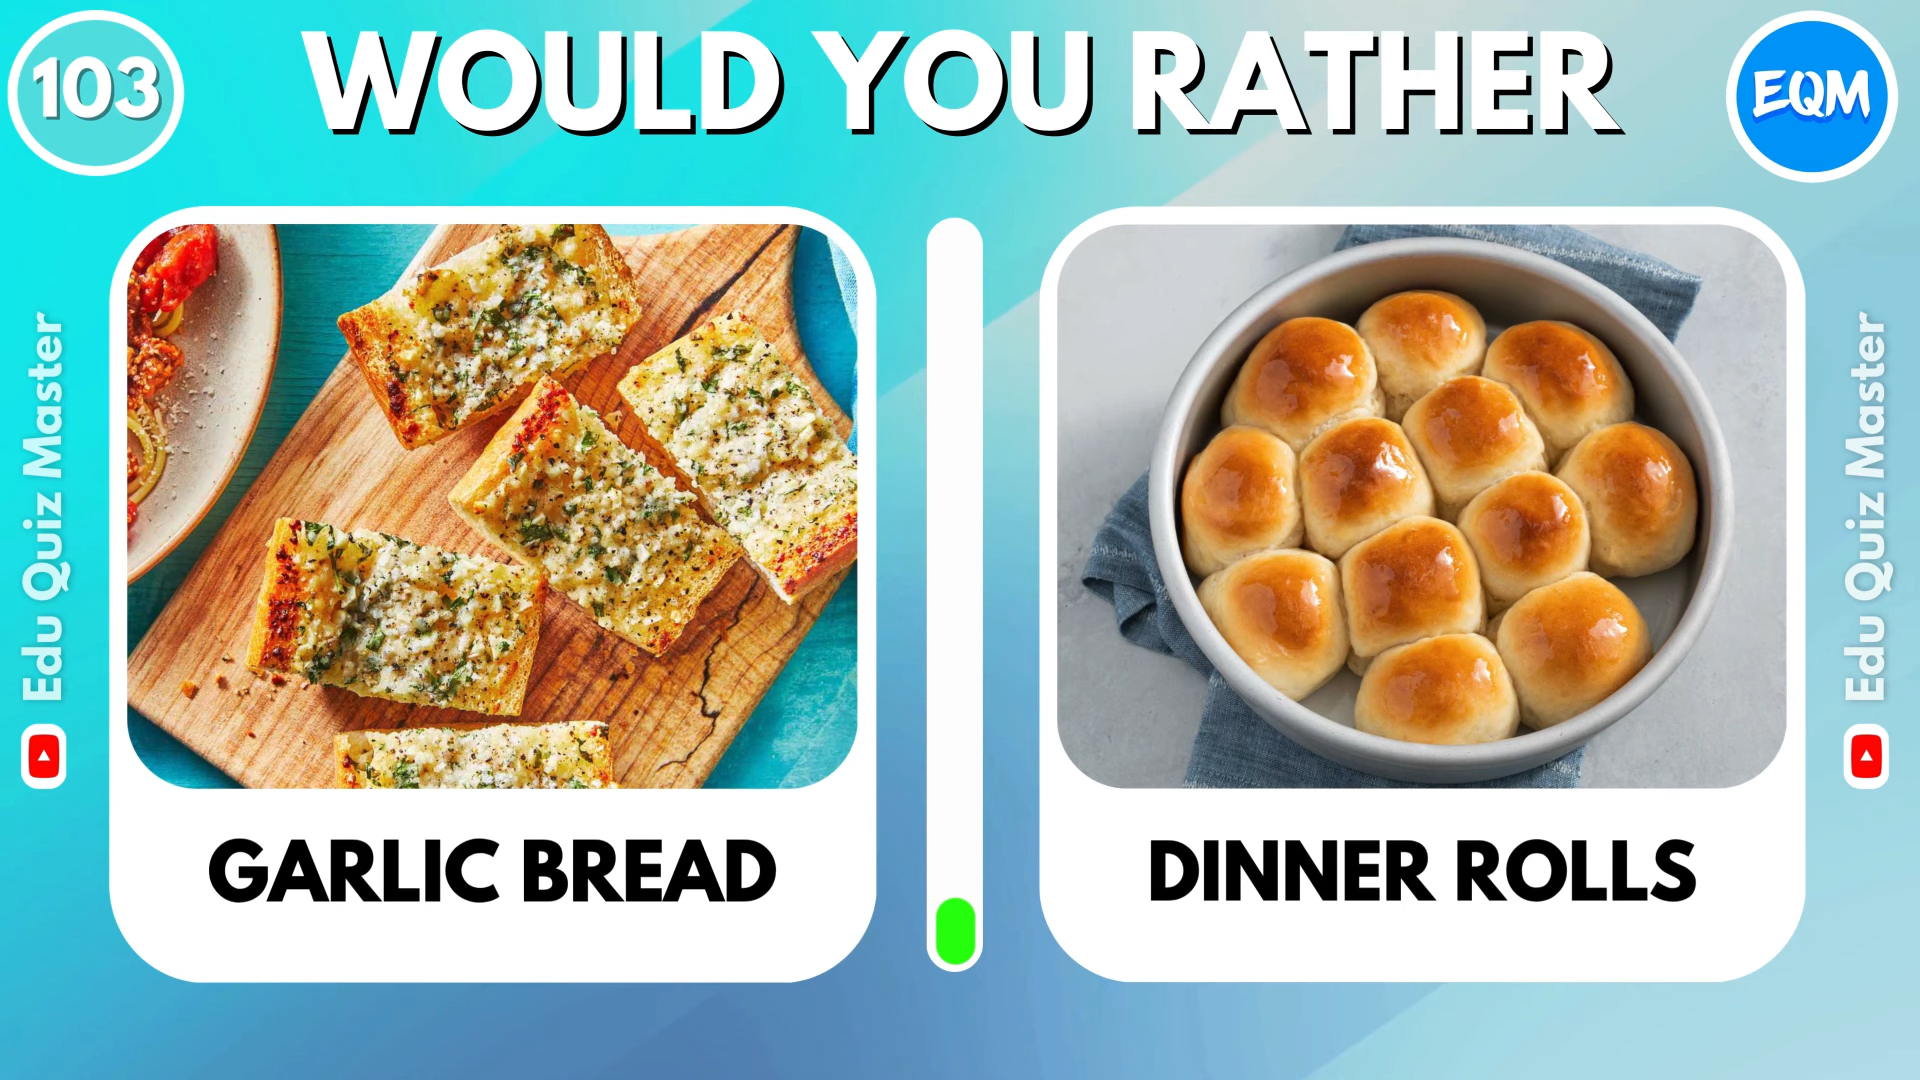 103
WOULD YOU RATHER
EQM
Edu Quiz Master
Edu Quiz Master
GARLIC BREAD
DINNER ROLLS